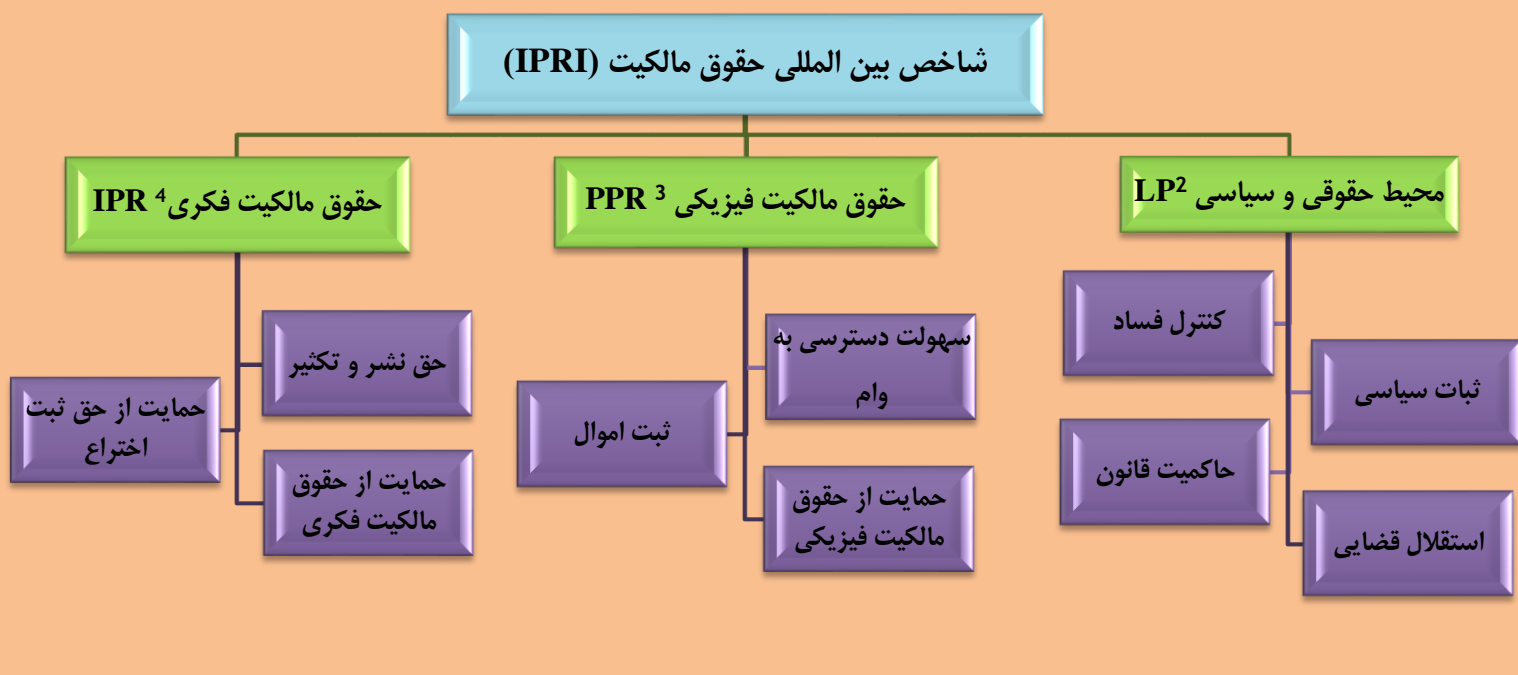 شاخص بین المللی حقوق مالکیت (IPRI)
محیط حقوقی و سیاسی LP²
حقوق مالکیت فیزیکی PPR ³
حقوق مالکیت فکری⁴ IPR
کنترل فساد
ثبات سیاسی
حاکمیت قانون
استقلال قضایی
سهولت دسترسی به
وام
ثبت اموال
حمایت از حقوق
مالکیت فیزیکی
حق نشر و تکثیر
حمایت از حق ثبت
اختراع
حمایت از حقوق
مالکیت فکری